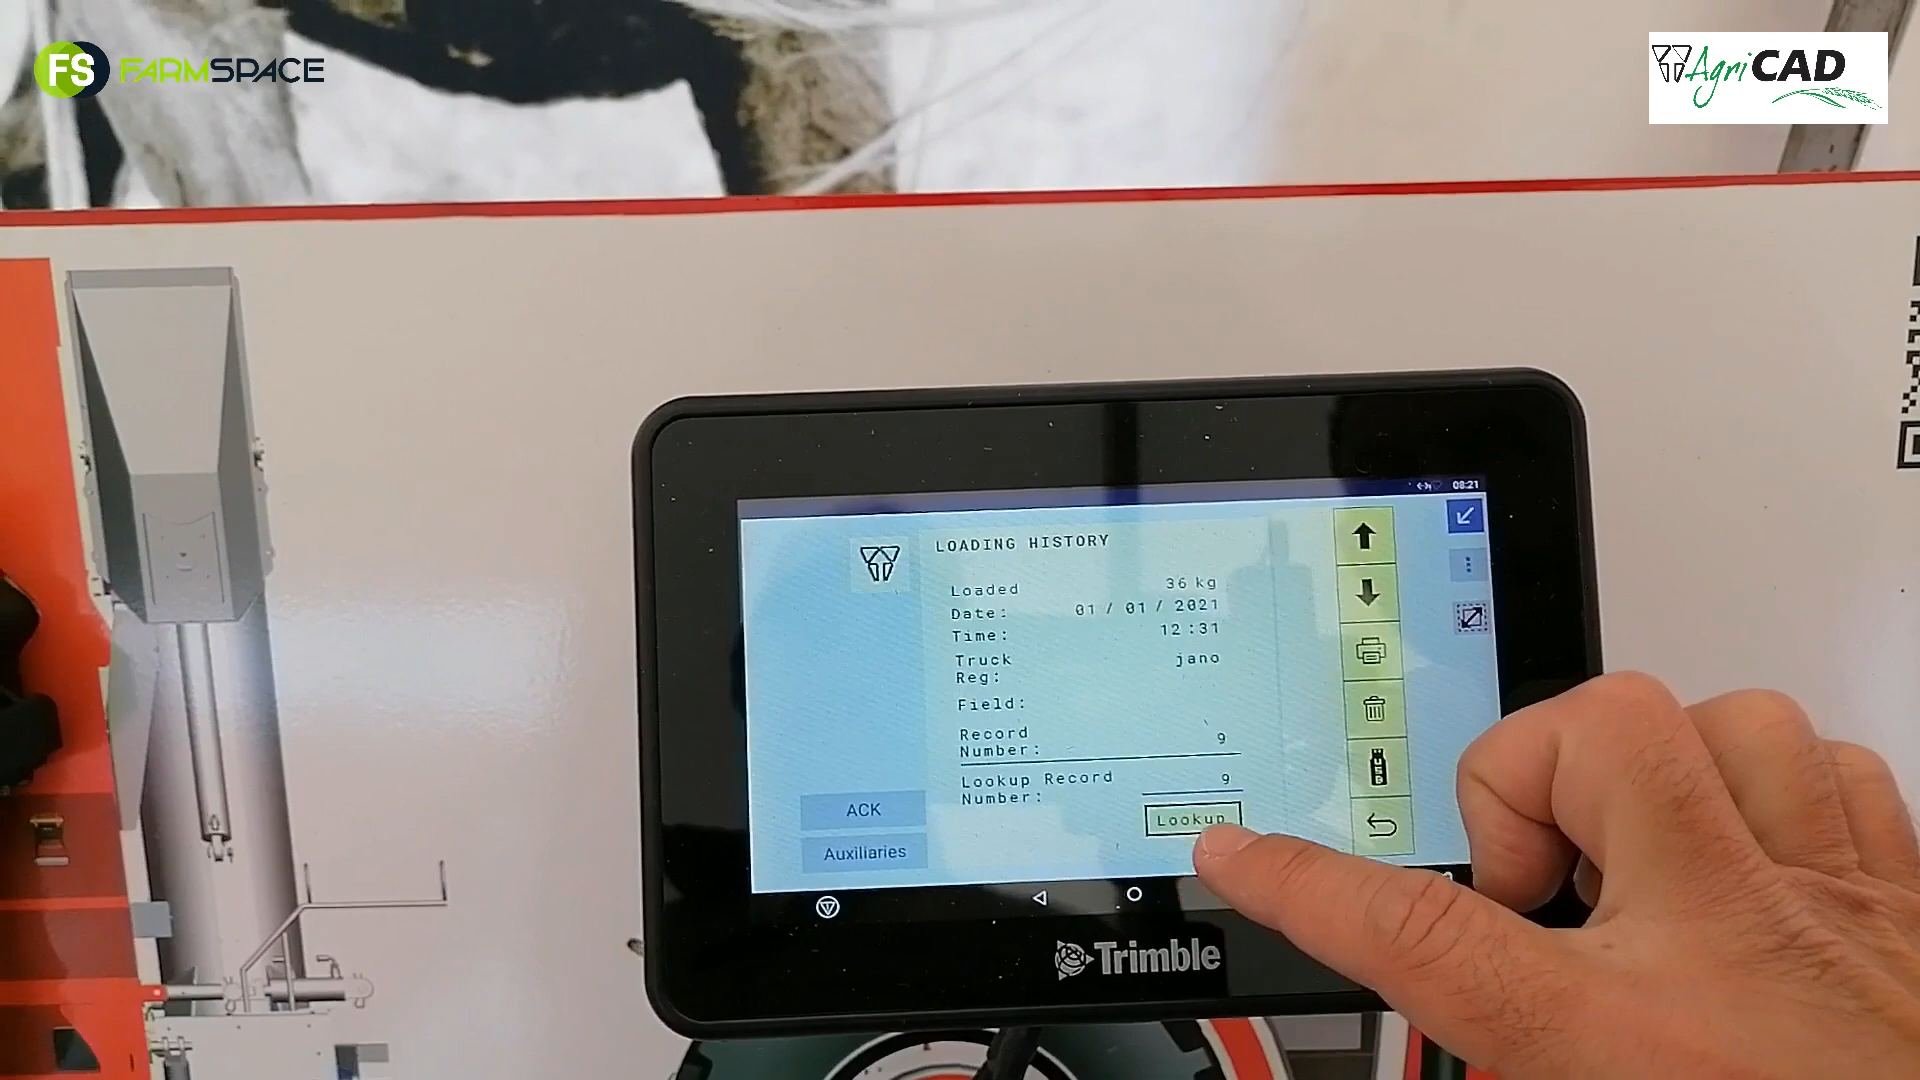 FS FARMSPACE
AgriCAD
08:21
LOADING HISTORY
Loaded 36 kg
Date: 01 / 01 / 2021
Time: 12:31
Truck jano
Reg:
Field:
Record
Number: 9
Lookup Record
Number: 9
Lookup
ACK
Auxiliaries
USB
Trimble